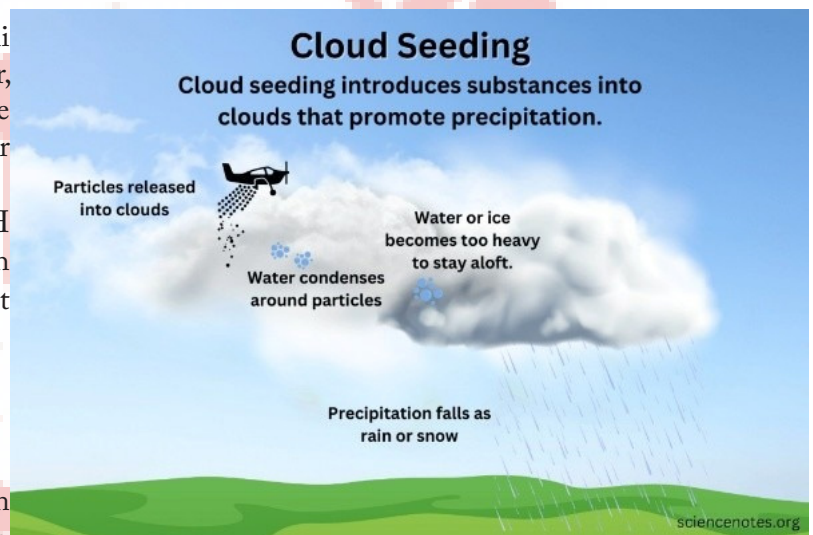 Cloud Seeding
Cloud seeding introduces substances into
clouds that promote precipitation.
Particles released
into clouds
Water or ice
becomes too heavy
to stay aloft.
Water condenses
around particles
Precipitation falls as
rain or snow
sciencenotes.org